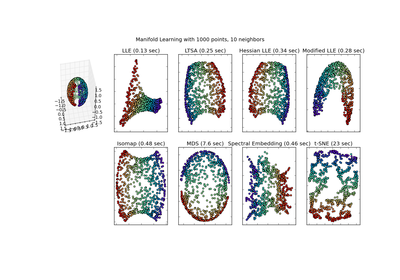 Manifold Learning with 1000 points, 10 neighbors
LLE (0.13 sec)
LTSA (0.25 sec)
Hessian LLE (0.34 sec)
Modified LLE (0.28 sec)
Isomap (0.48 sec)
MDS (7.6 sec)
Spectral Embedding (0.46 sec)
t-SNE (23 sec)